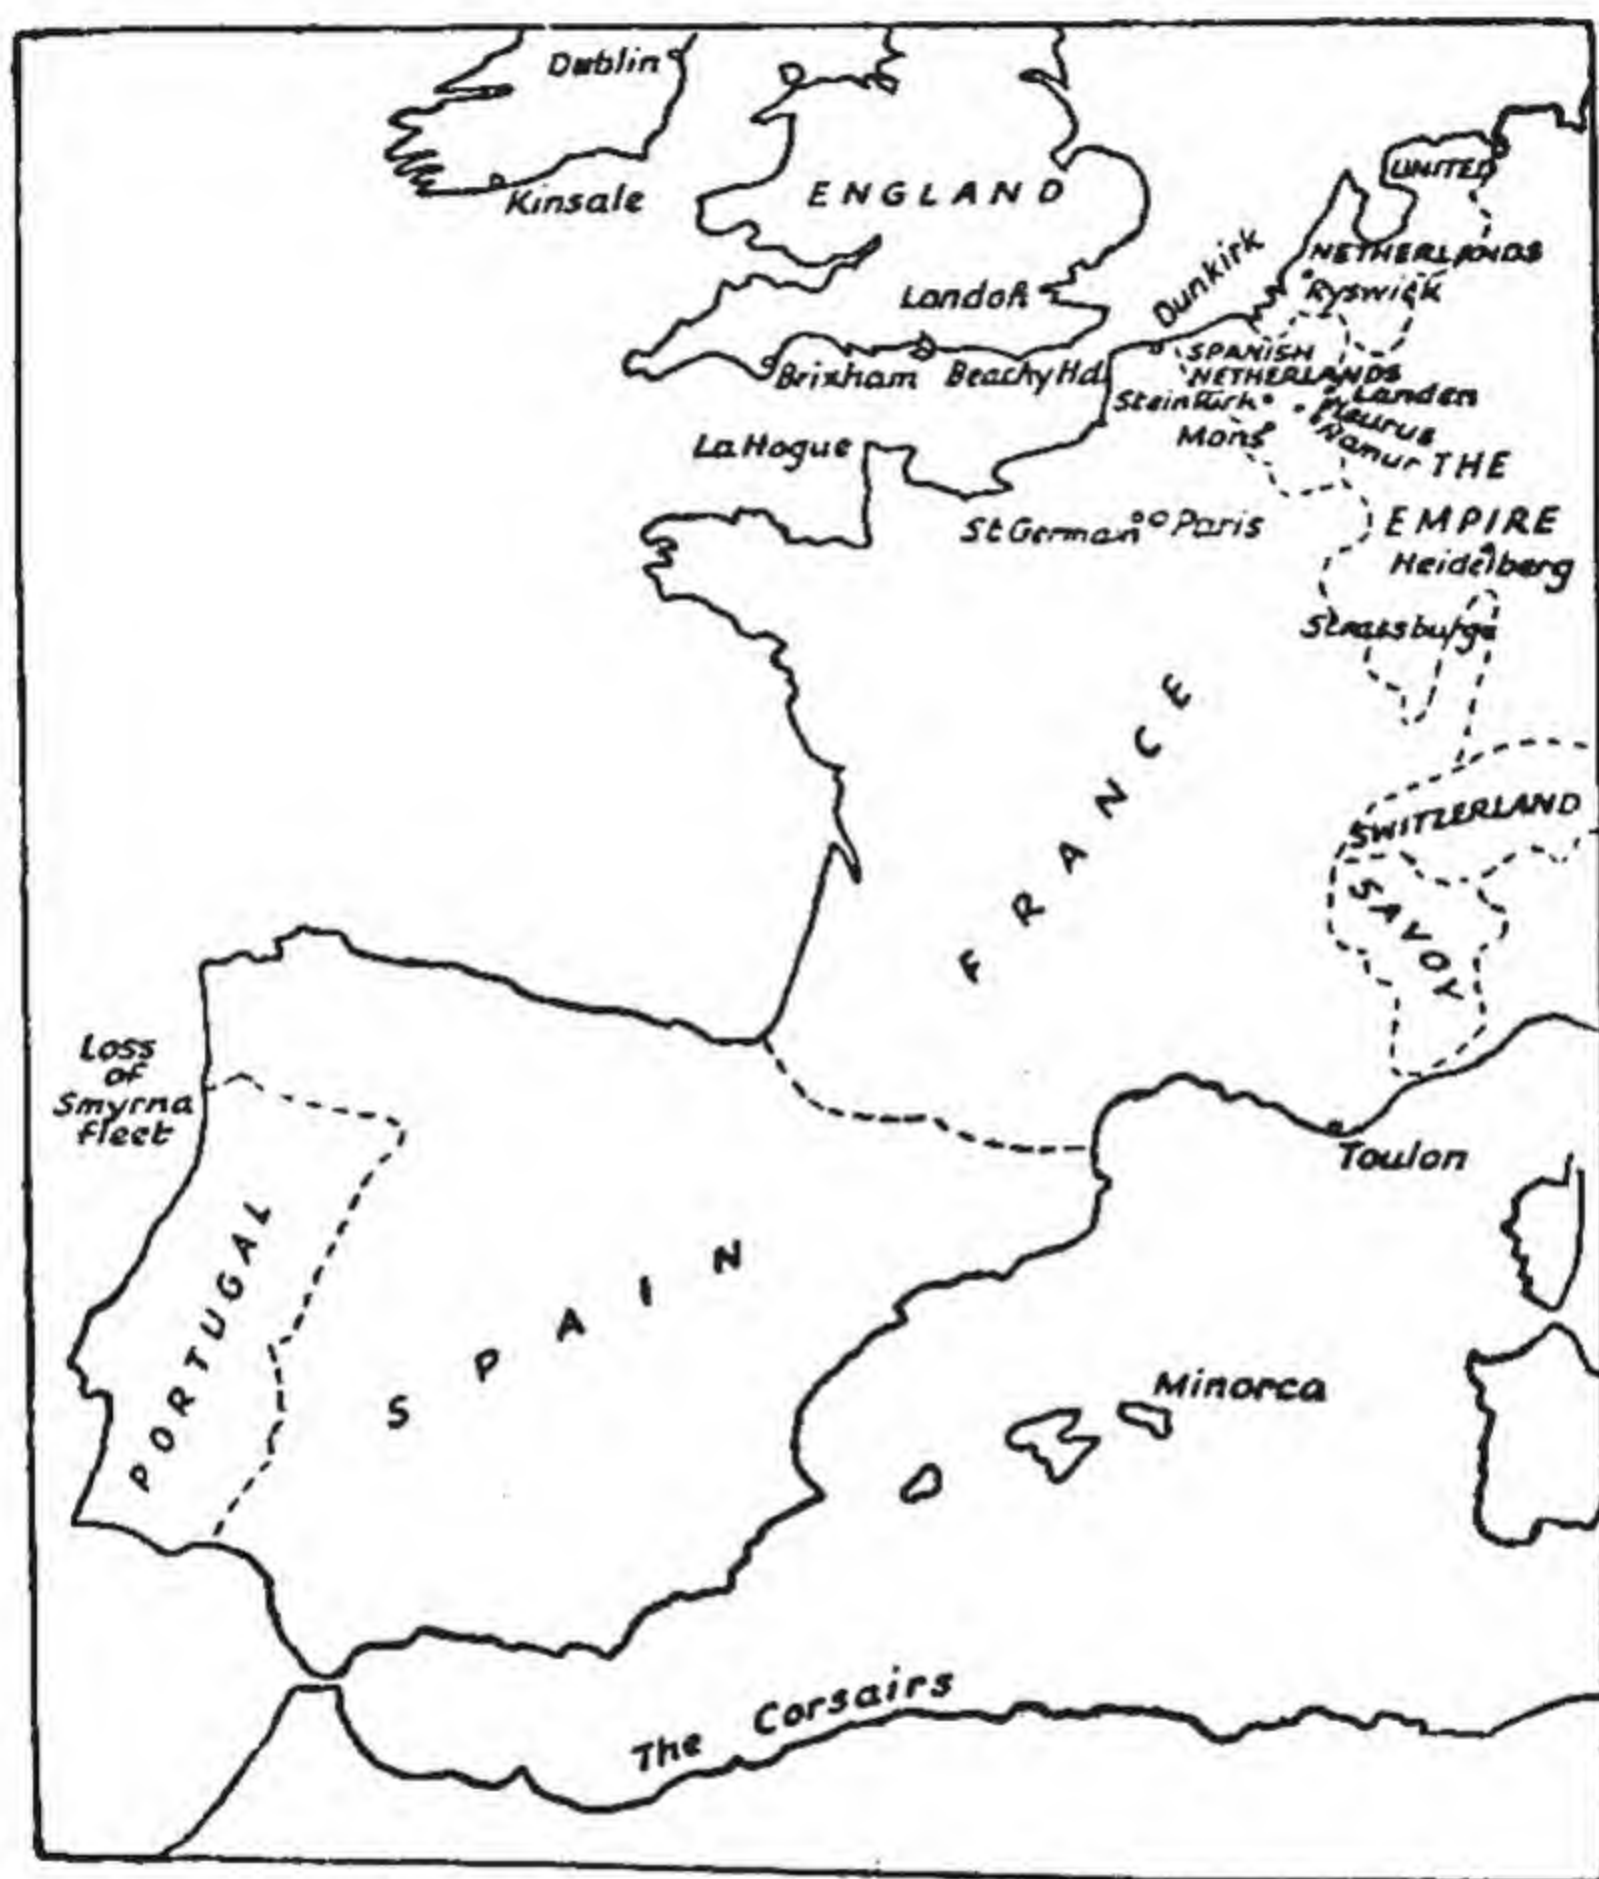 Dublin
Kinsale
ENGLAND
London
Brixham
Beachy Hd.
Dunkirk
UNITED
NETHERLANDS
Ryswick
SPANISH
NETHERLANDS
Steinkirk
Landen
Fleurus
Namur
Mons
La Hogue
THE
EMPIRE
St German
Paris
Heidelberg
Strassburg
FRANCE
SWITZERLAND
SAVOY
Loss
of
Smyrna
fleet
Toulon
PORTUGAL
SPAIN
Minorca
The Corsairs